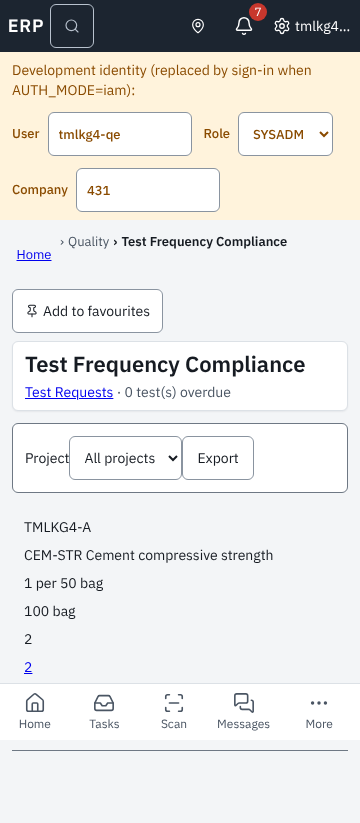 ERP
7
tmlkg4...
Development identity (replaced by sign-in when
AUTH_MODE=iam):
User tmlkg4-qe Role SYSADM
Company 431
Home › Quality › Test Frequency Compliance
Add to favourites
Test Frequency Compliance
Test Requests · 0 test(s) overdue
Project All projects Export
TMLKG4-A
CEM-STR Cement compressive strength
1 per 50 bag
100 bag
2
2
Home Tasks Scan Messages More